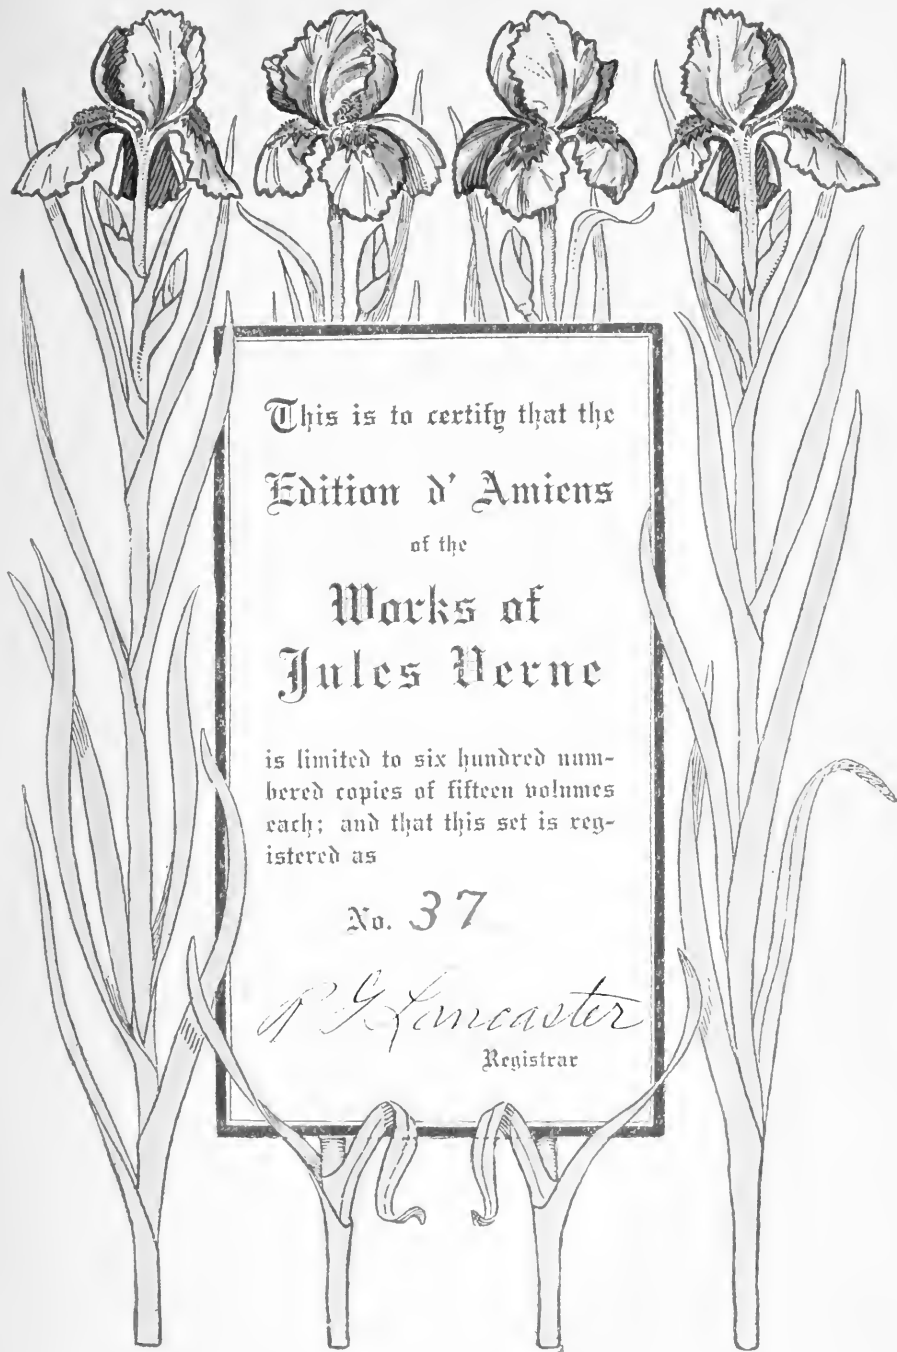 This is to certify that the
Edition d' Amiens
of the
Works of
Jules Verne
is limited to six hundred num-
bered copies of fifteen volumes
each; and that this set is reg-
istered as
No. 37
R G Lancaster
Registrar